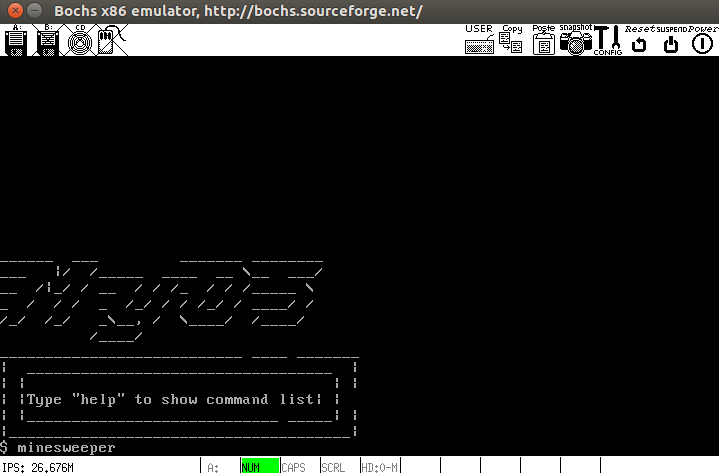 Bochs x86 emulator, http://bochs.sourceforge.net/
A: B: CD USER Copy Paste snapshot CONFIG Reset SUSPEND Power
Type "help" to show command list
$ minesweeper
IPS: 26.676M A: NUM CAPS SCRL HD:0-M